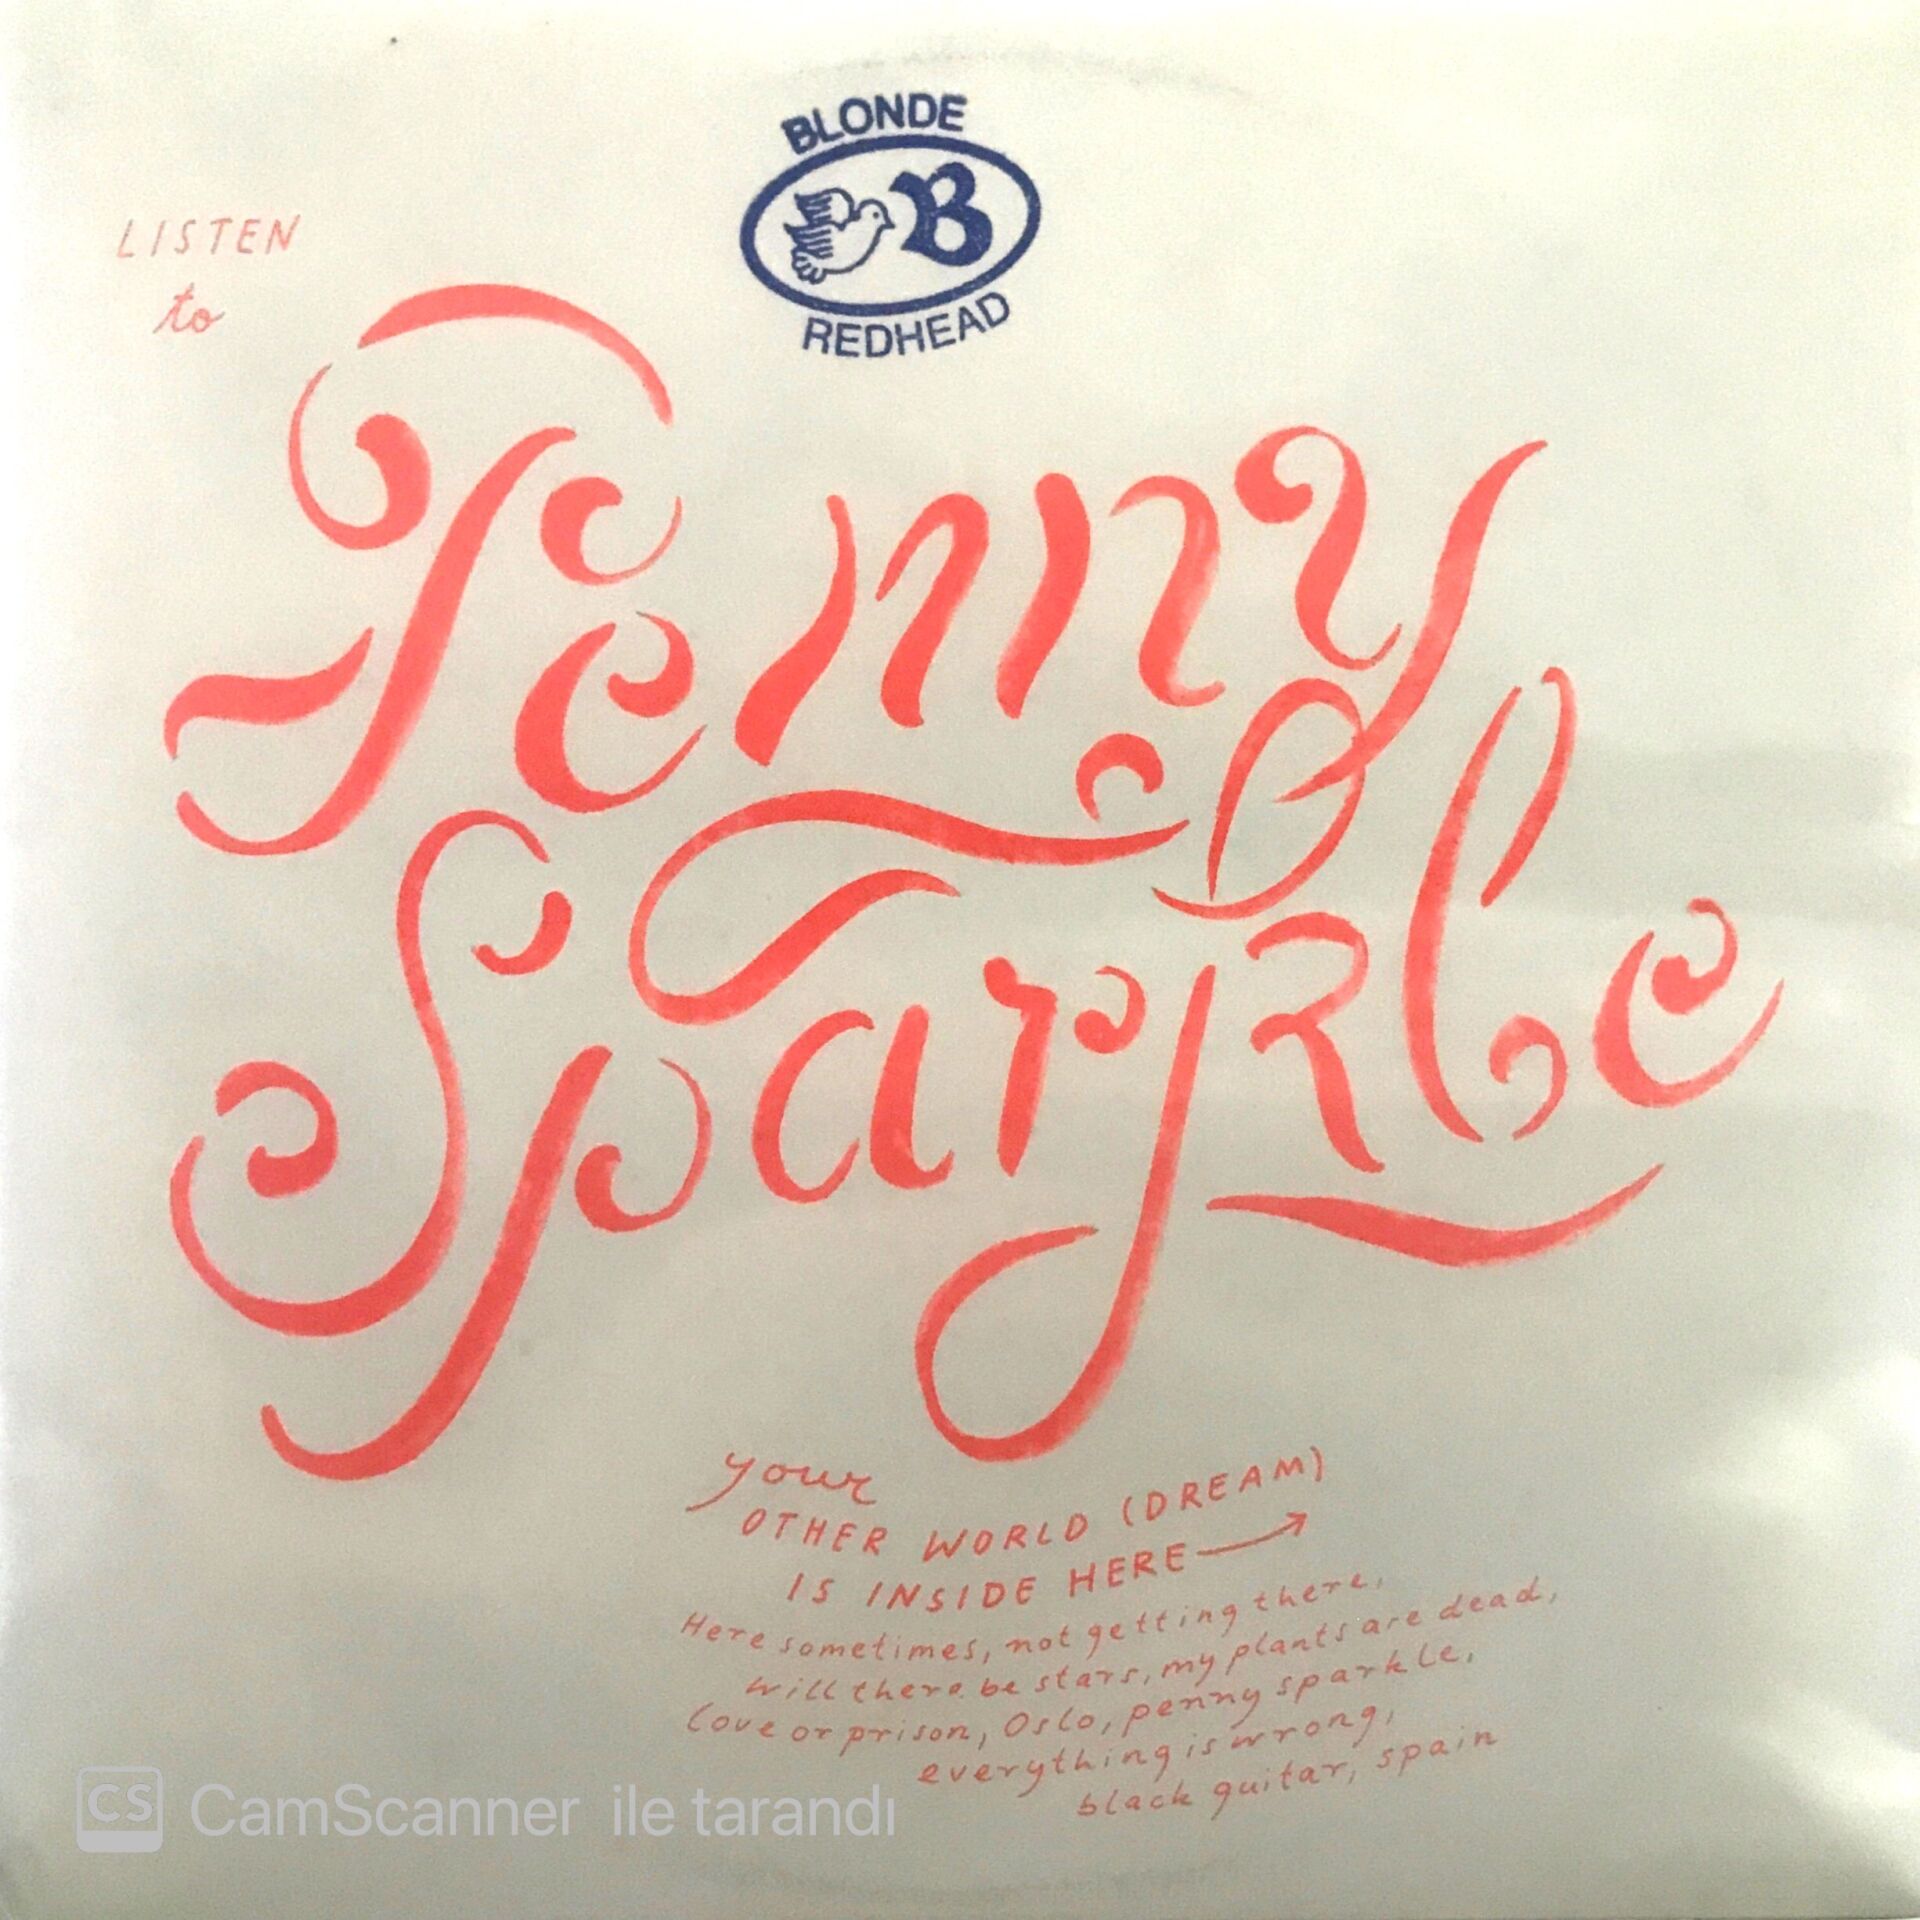 BLONDE
B
REDHEAD
LISTEN
to
Penny
Sparkle
your
OTHER WORLD (DREAM)
IS INSIDE HERE
Here sometimes, not getting there,
will there be stars, my plants are dead,
love or prison, Oslo, penny sparkle,
everything is wrong,
black guitar, spain
CS CamScanner ile tarandı